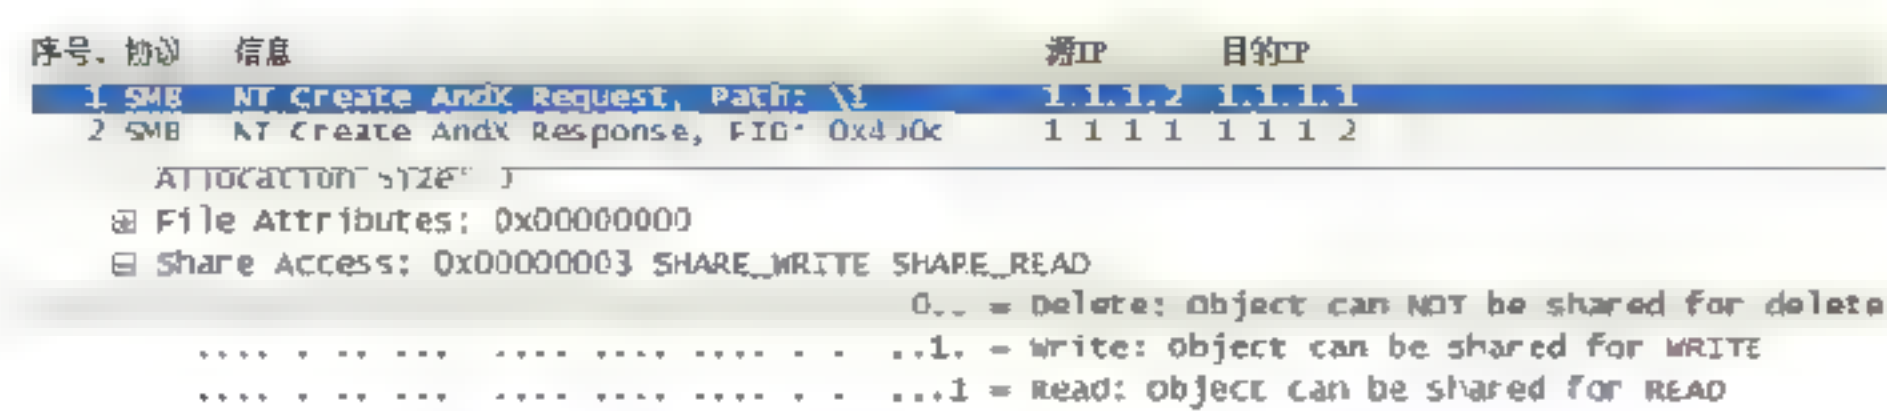 序号. 协议 信息 源IP 目的IP
1 SMB NT Create AndX Request, Path: \1 1.1.1.2 1.1.1.1
2 SMB NT Create AndX Response, FID: 1.1.1.1 1.1.1.2
Allocation Size:
File Attributes: 0x00000000
Share Access: 0x00000003 SHARE_WRITE SHARE_READ
0.. = Delete: Object can NOT be shared for delete
.... .... .... .... .... .... .... ..1. = Write: Object can be shared for WRITE
.... .... .... .... .... .... .... ...1 = Read: Object can be shared for READ